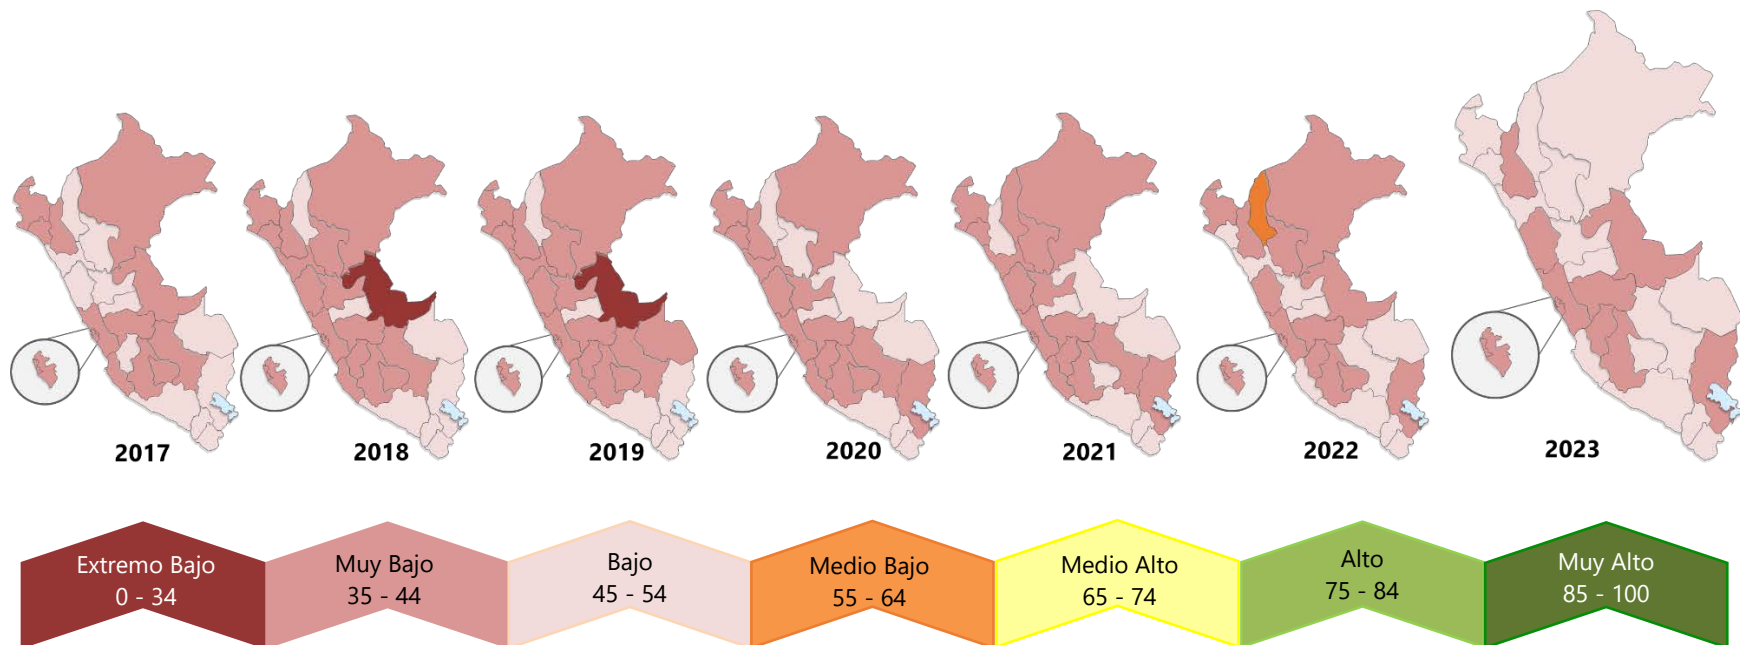 2017
2018
2019
2020
2021
2022
2023
Extremo Bajo
0 - 34
Muy Bajo
35 - 44
Bajo
45 - 54
Medio Bajo
55 - 64
Medio Alto
65 - 74
Alto
75 - 84
Muy Alto
85 - 100